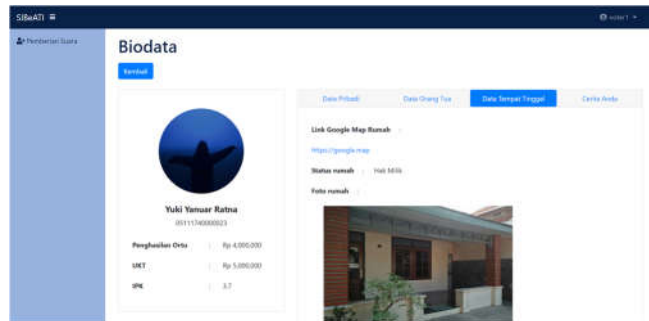 SIBeATI
voter1
Pemberian Suara
Biodata
Kembali
Data Pribadi
Data Orang Tua
Data Tempat Tinggal
Cerita Anda
Yuki Yanuar Ratna
05111740000023
Penghasilan Ortu : Rp 4,000,000
UKT : Rp 5,000,000
IPK : 3.7
Link Google Map Rumah :
https://google.map
Status rumah : Hak Milik
Foto rumah :